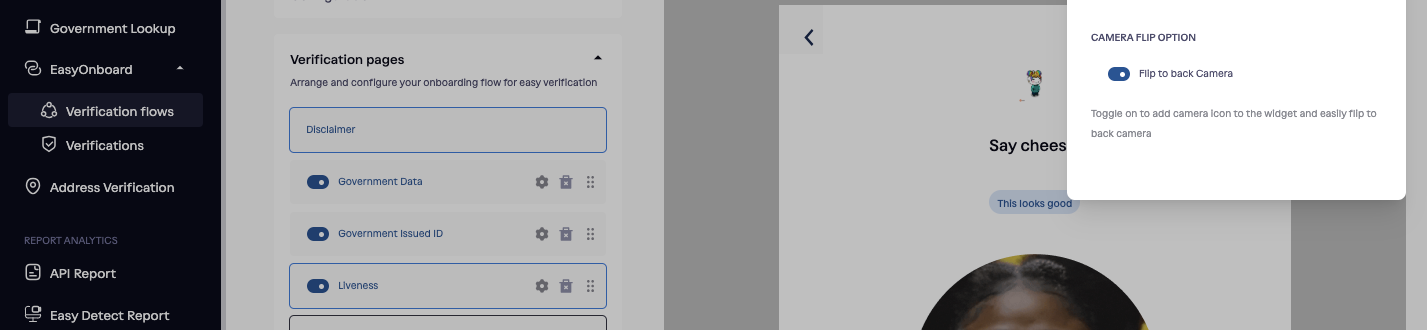 Government Lookup
EasyOnboard
Verification flows
Verifications
Address Verification
REPORT ANALYTICS
API Report
Easy Detect Report
Verification pages
Arrange and configure your onboarding flow for easy verification
Disclaimer
Government Data
Government Issued ID
Liveness
Say chees
This looks good
CAMERA FLIP OPTION
Flip to back Camera
Toggle on to add camera icon to the widget and easily flip to
back camera